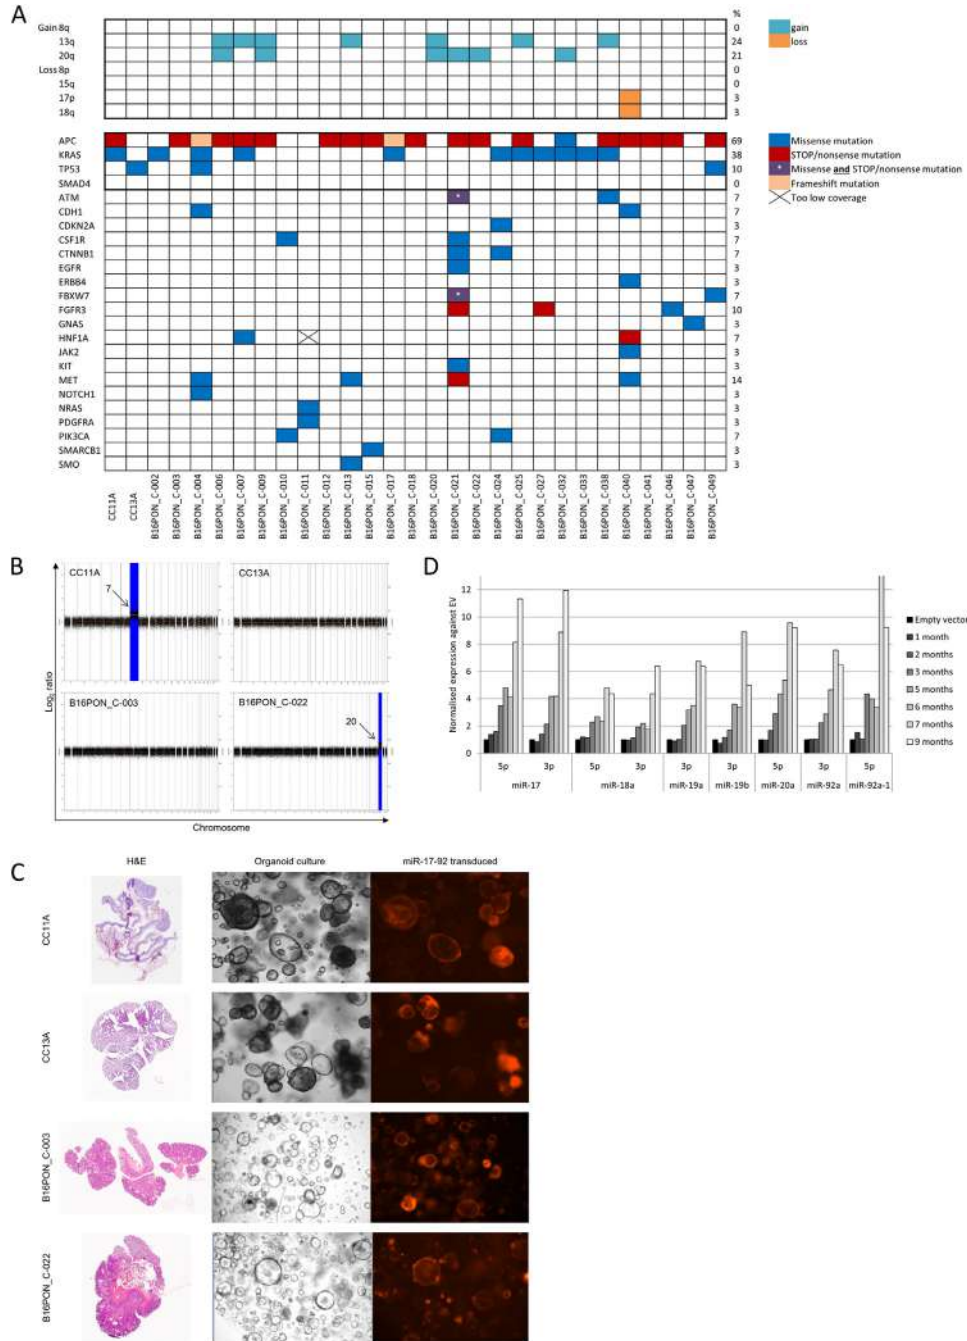 A
%
Gain 8q 0
13q 24
20q 21
Loss 8p 0
15q 0
17p 3
18q 3
gain
loss
APC 69
KRAS 38
TP53 10
SMAD4 0
ATM * 7
CDH1 7
CDKN2A 3
CSF1R 7
CTNNB1 7
EGFR 3
ERBB4 3
FBXW7 * 7
FGFR3 10
GNAS 3
HNF1A 7
JAK2 3
KIT 3
MET 14
NOTCH1 3
NRAS 3
PDGFRA 3
PIK3CA 7
SMARCB1 3
SMO 3
Missense mutation
STOP/nonsense mutation
* Missense and STOP/nonsense mutation
Frameshift mutation
Too low coverage
CC11A
CC13A
B16PON_C-002
B16PON_C-003
B16PON_C-004
B16PON_C-006
B16PON_C-007
B16PON_C-009
B16PON_C-010
B16PON_C-011
B16PON_C-012
B16PON_C-013
B16PON_C-015
B16PON_C-017
B16PON_C-018
B16PON_C-020
B16PON_C-021
B16PON_C-022
B16PON_C-024
B16PON_C-025
B16PON_C-027
B16PON_C-032
B16PON_C-033
B16PON_C-038
B16PON_C-040
B16PON_C-041
B16PON_C-046
B16PON_C-047
B16PON_C-049
B
Log2 ratio
CC11A
7
CC13A
B16PON_C-003
B16PON_C-022
20
Chromosome
D
Normalised expression against EV
12
10
8
6
4
2
0
5p 3p 5p 3p 3p 3p 5p 3p 5p
miR-17 miR-18a miR-19a miR-19b miR-20a miR-92a miR-92a-1
Empty vector
1 month
2 months
3 months
5 months
6 months
7 months
9 months
C
H&E Organoid culture miR-17-92 transduced
CC11A
CC13A
B16PON_C-003
B16PON_C-022